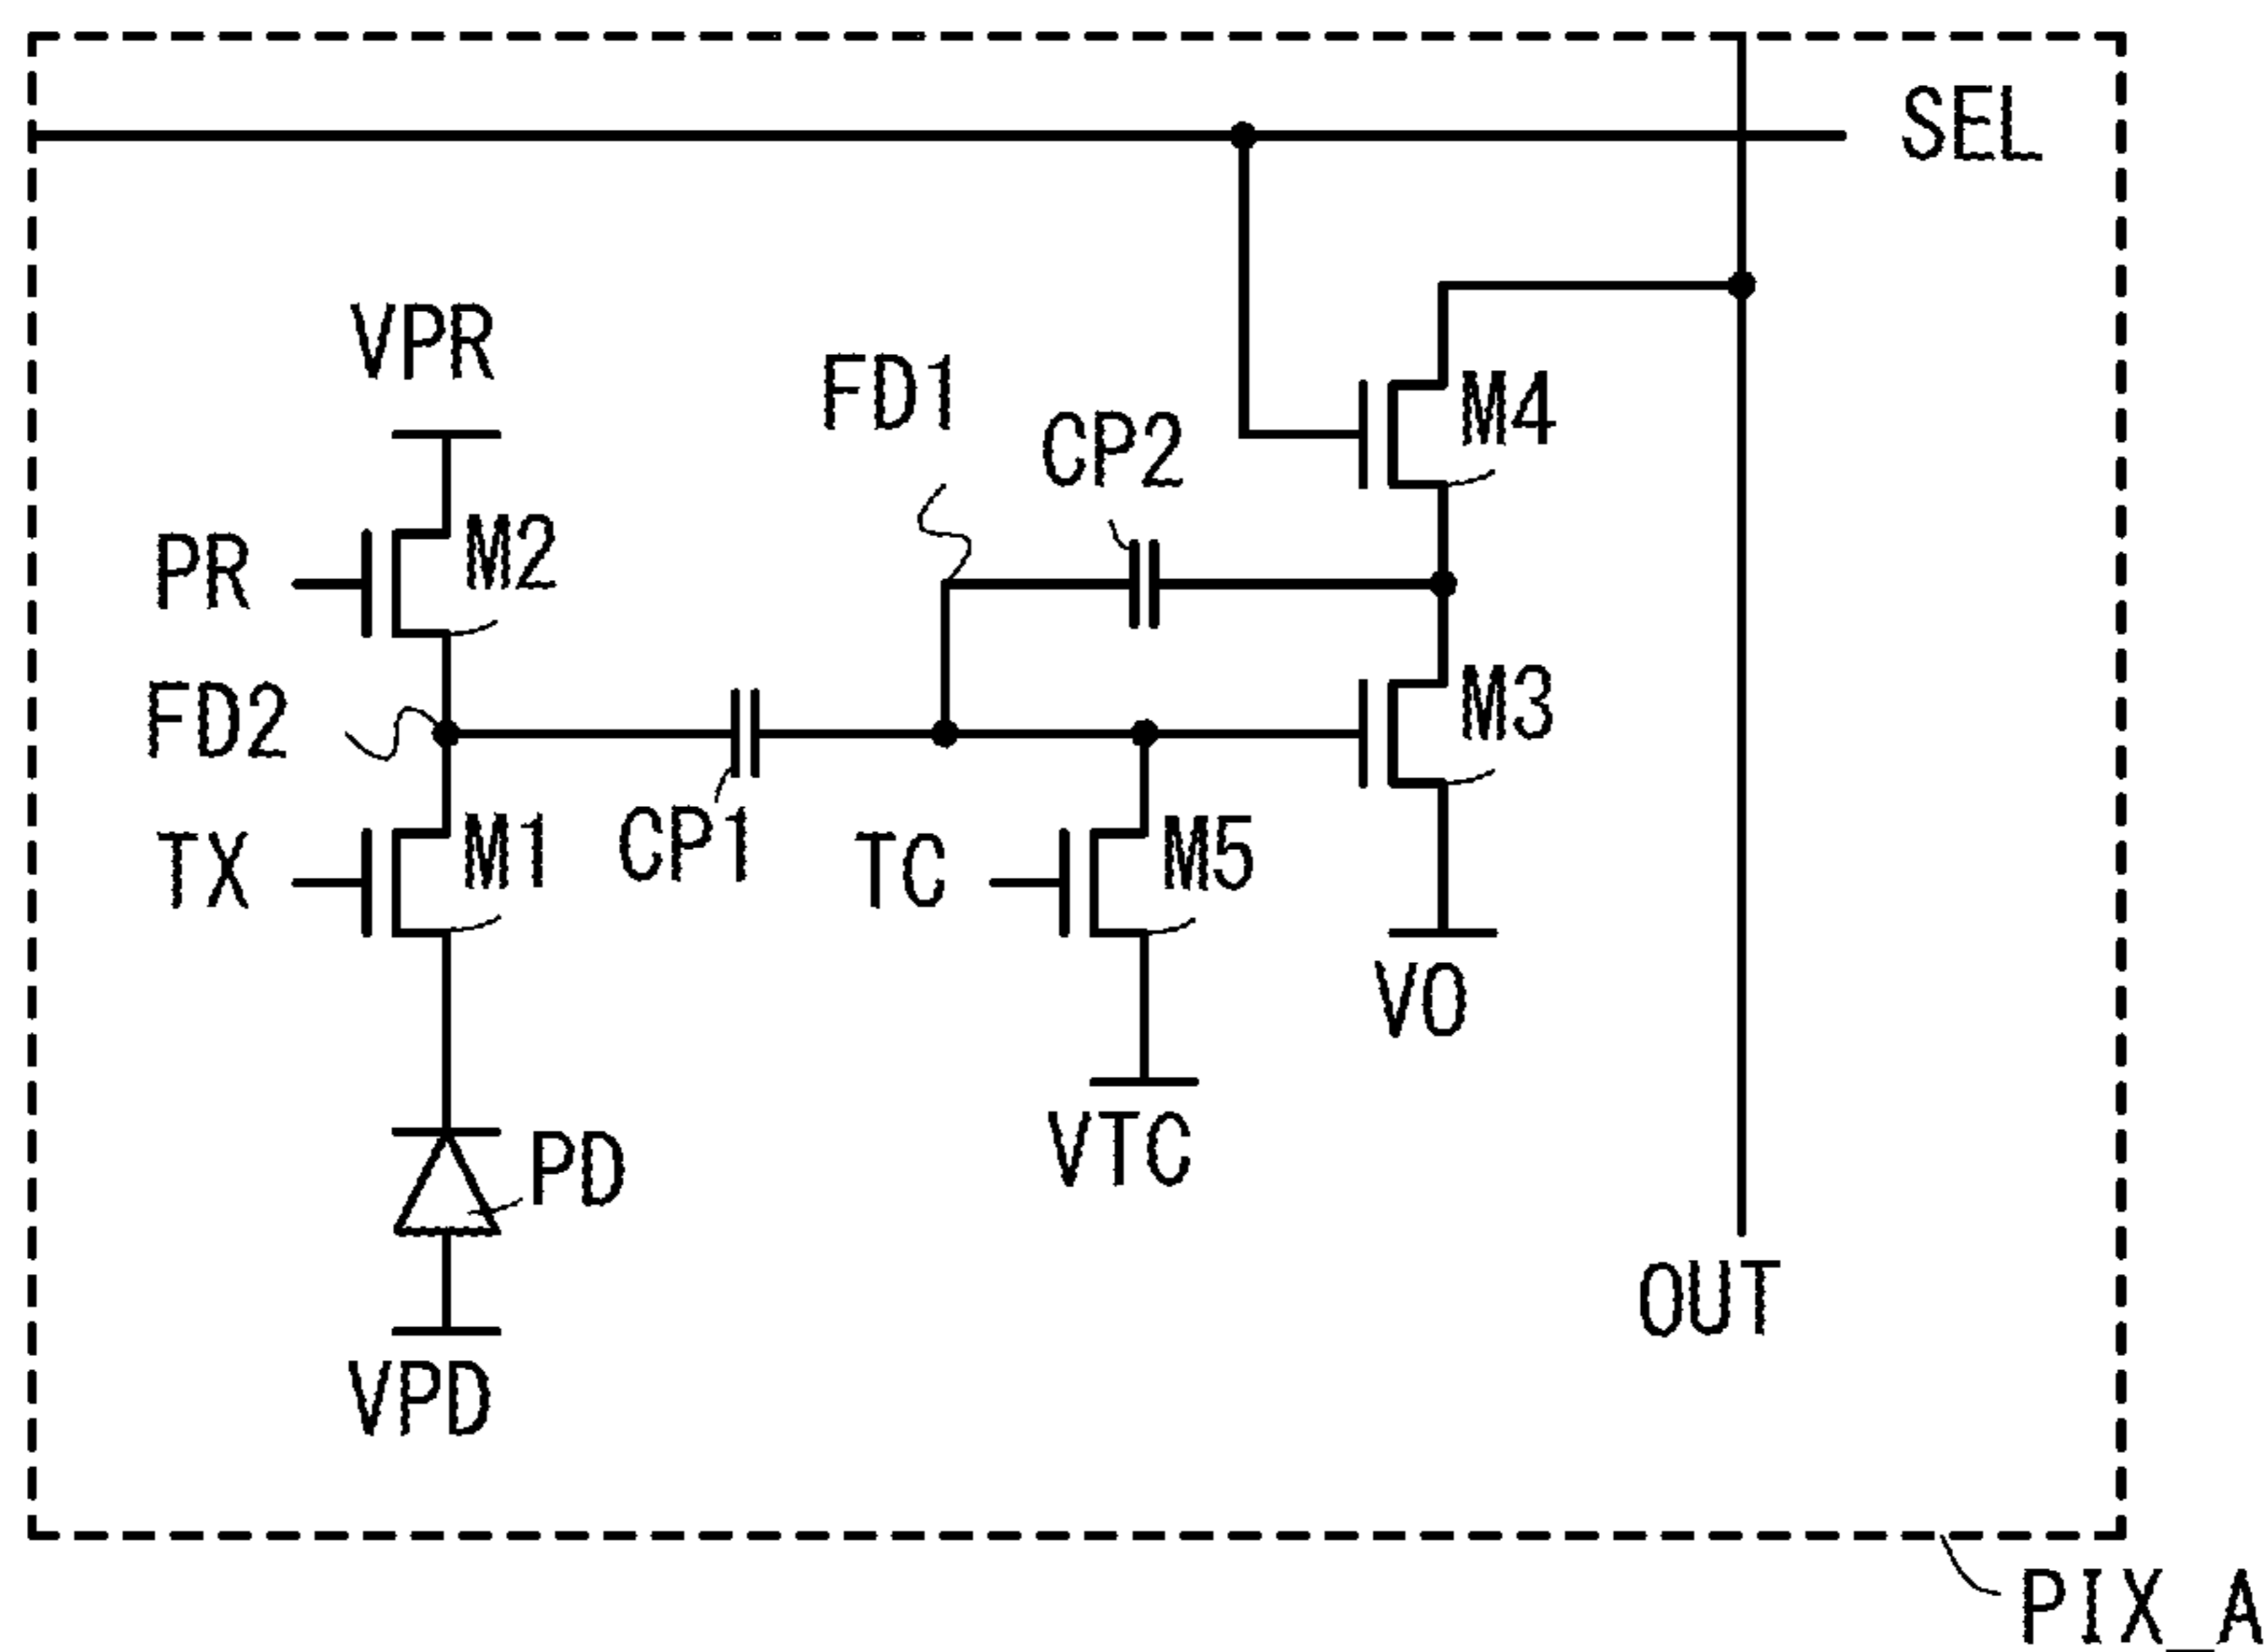 SEL
VPR
FD1
CP2
M4
PR
M2
FD2
M3
TX
M1
CP1
TC
M5
VO
VTC
PD
OUT
VPD
PIX_A